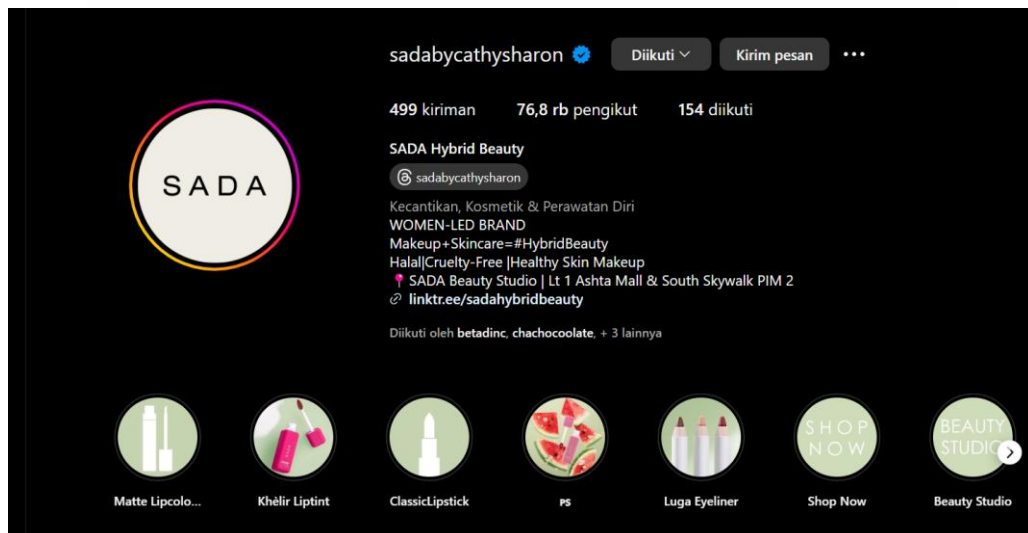 sadabycathysharon
Diikuti
Kirim pesan
499 kiriman 76,8 rb pengikut 154 diikuti
SADA
SADA Hybrid Beauty
sadabycathysharon
Kecantikan, Kosmetik & Perawatan Diri
WOMEN-LED BRAND
Makeup+Skincare=#HybridBeauty
Halal|Cruelty-Free |Healthy Skin Makeup
SADA Beauty Studio | Lt 1 Ashta Mall & South Skywalk PIM 2
linktr.ee/sadahybridbeauty
Diikuti oleh betadinc, chachocoolate, + 3 lainnya
SHOP
NOW
BEAUTY
STUDIO
Matte Lipcolo...
Khèlir Liptint
ClassicLipstick
PS
Luga Eyeliner
Shop Now
Beauty Studio